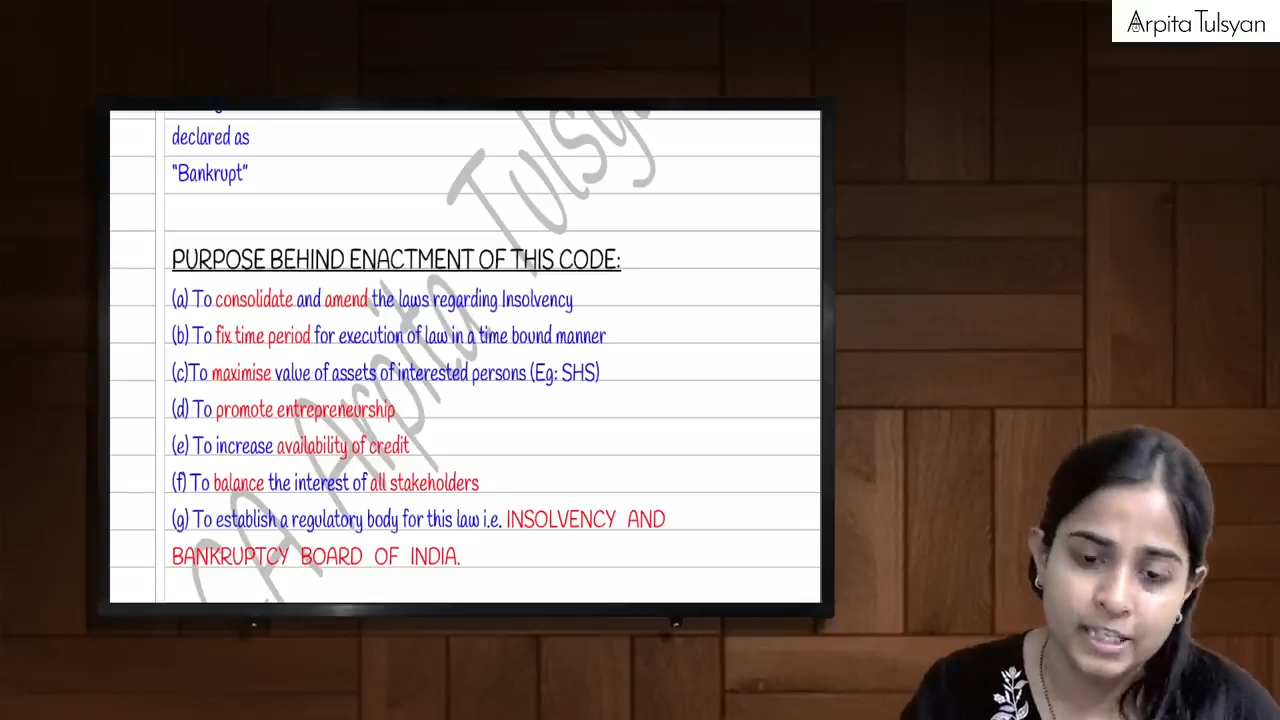 Arpita Tulsyan
declared as
"Bankrupt"
PURPOSE BEHIND ENACTMENT OF THIS CODE:
(a) To consolidate and amend the laws regarding Insolvency
(b) To fix time period for execution of law in a time bound manner
(c)To maximise value of assets of interested persons (Eg: SHS)
(d) To promote entrepreneurship
(e) To increase availability of credit
(f) To balance the interest of all stakeholders
(g) To establish a regulatory body for this law i.e. INSOLVENCY AND
BANKRUPTCY BOARD OF INDIA.
CA Arpita Tulsya